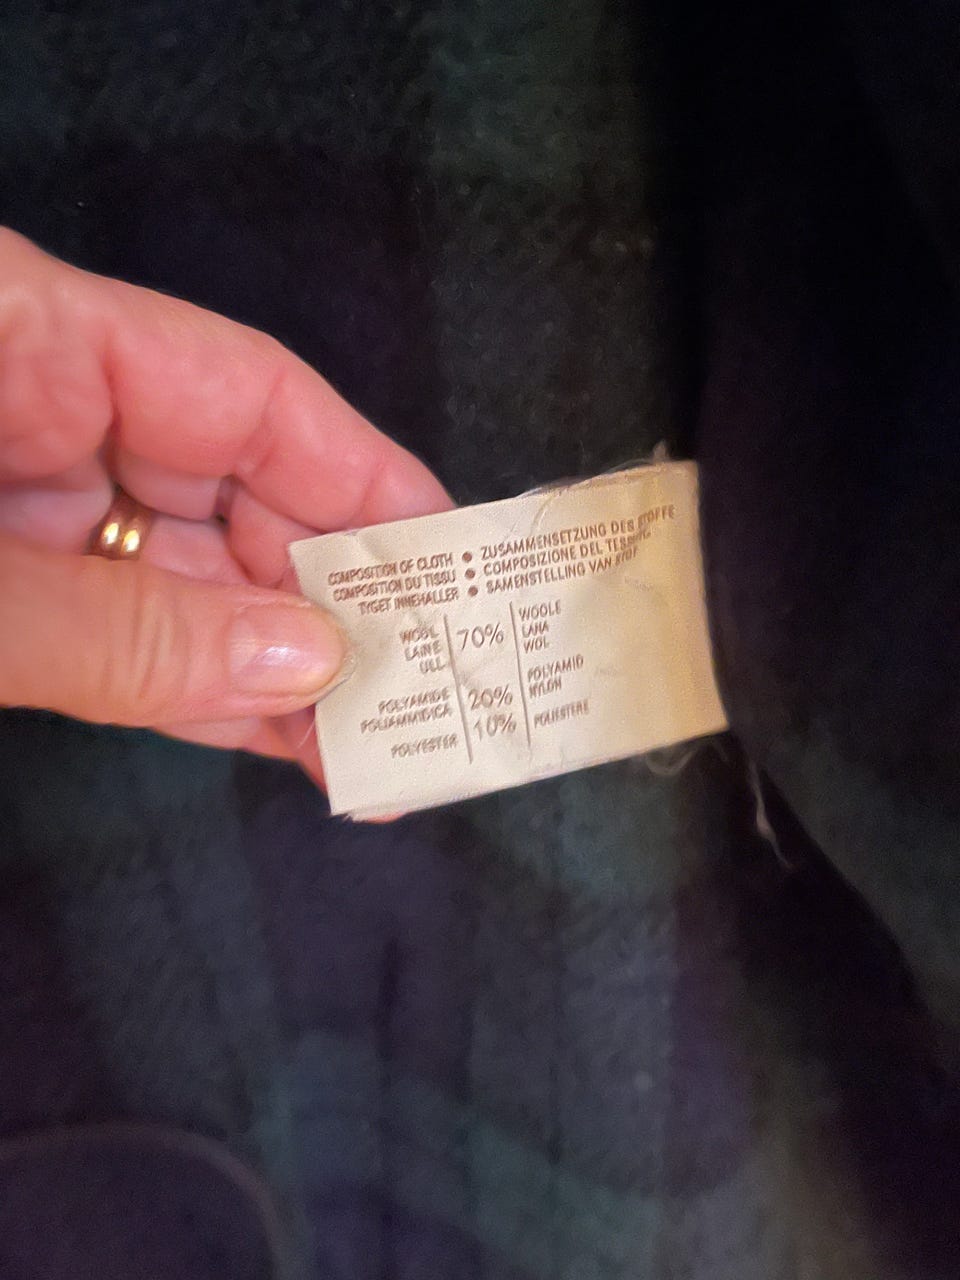 COMPOSITION OF CLOTH • ZUSAMMENSETZUNG DES STOFFE
COMPOSITION DU TISSU • COMPOSIZIONE DEL TESSUTO
TYGET INNEHALLER • SAMENSTELLING VAN STOF
WOOL 70% WOOLE
LAINE LANA
ULL WOL
POLYAMIDE 20% POLYAMID
POLIAMMIDICA NYLON
POLYESTER 10% POLIESTERE